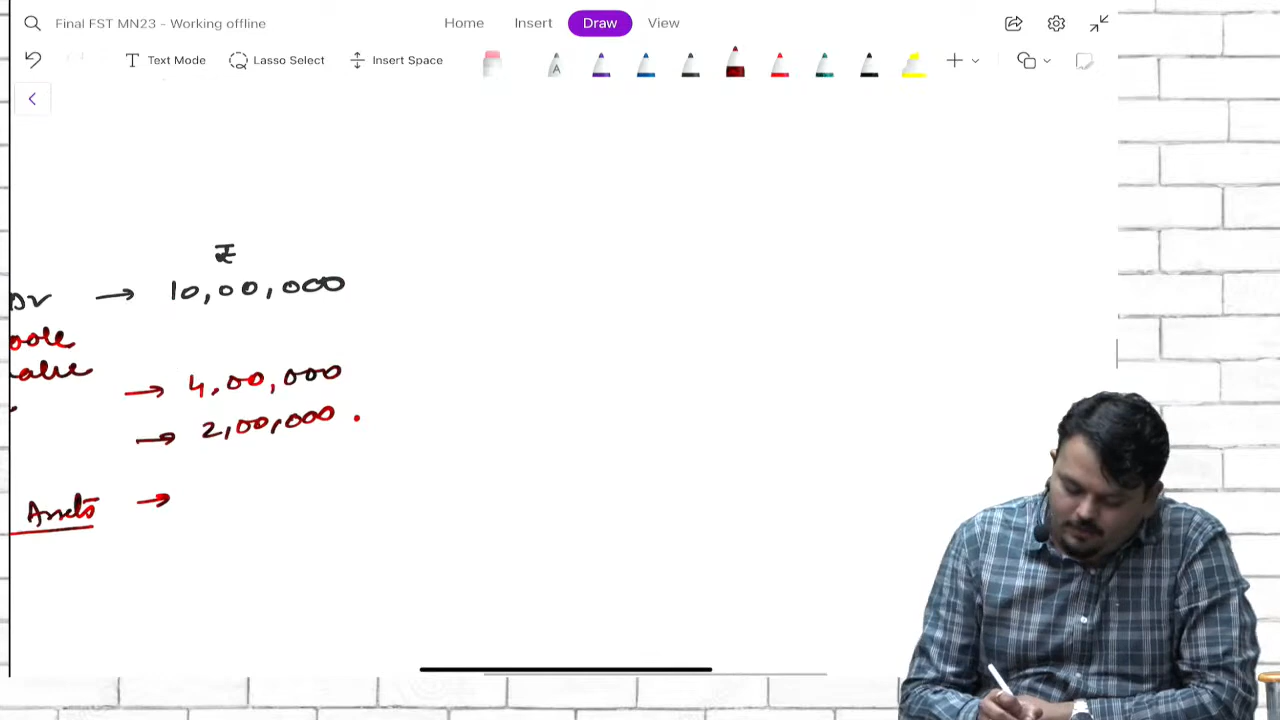 Final FST MN23 - Working offline
Home Insert Draw View
Text Mode Lasso Select Insert Space
₹
→ 10,00,000
→ 4,00,000
→ 2,00,000.
Assets →